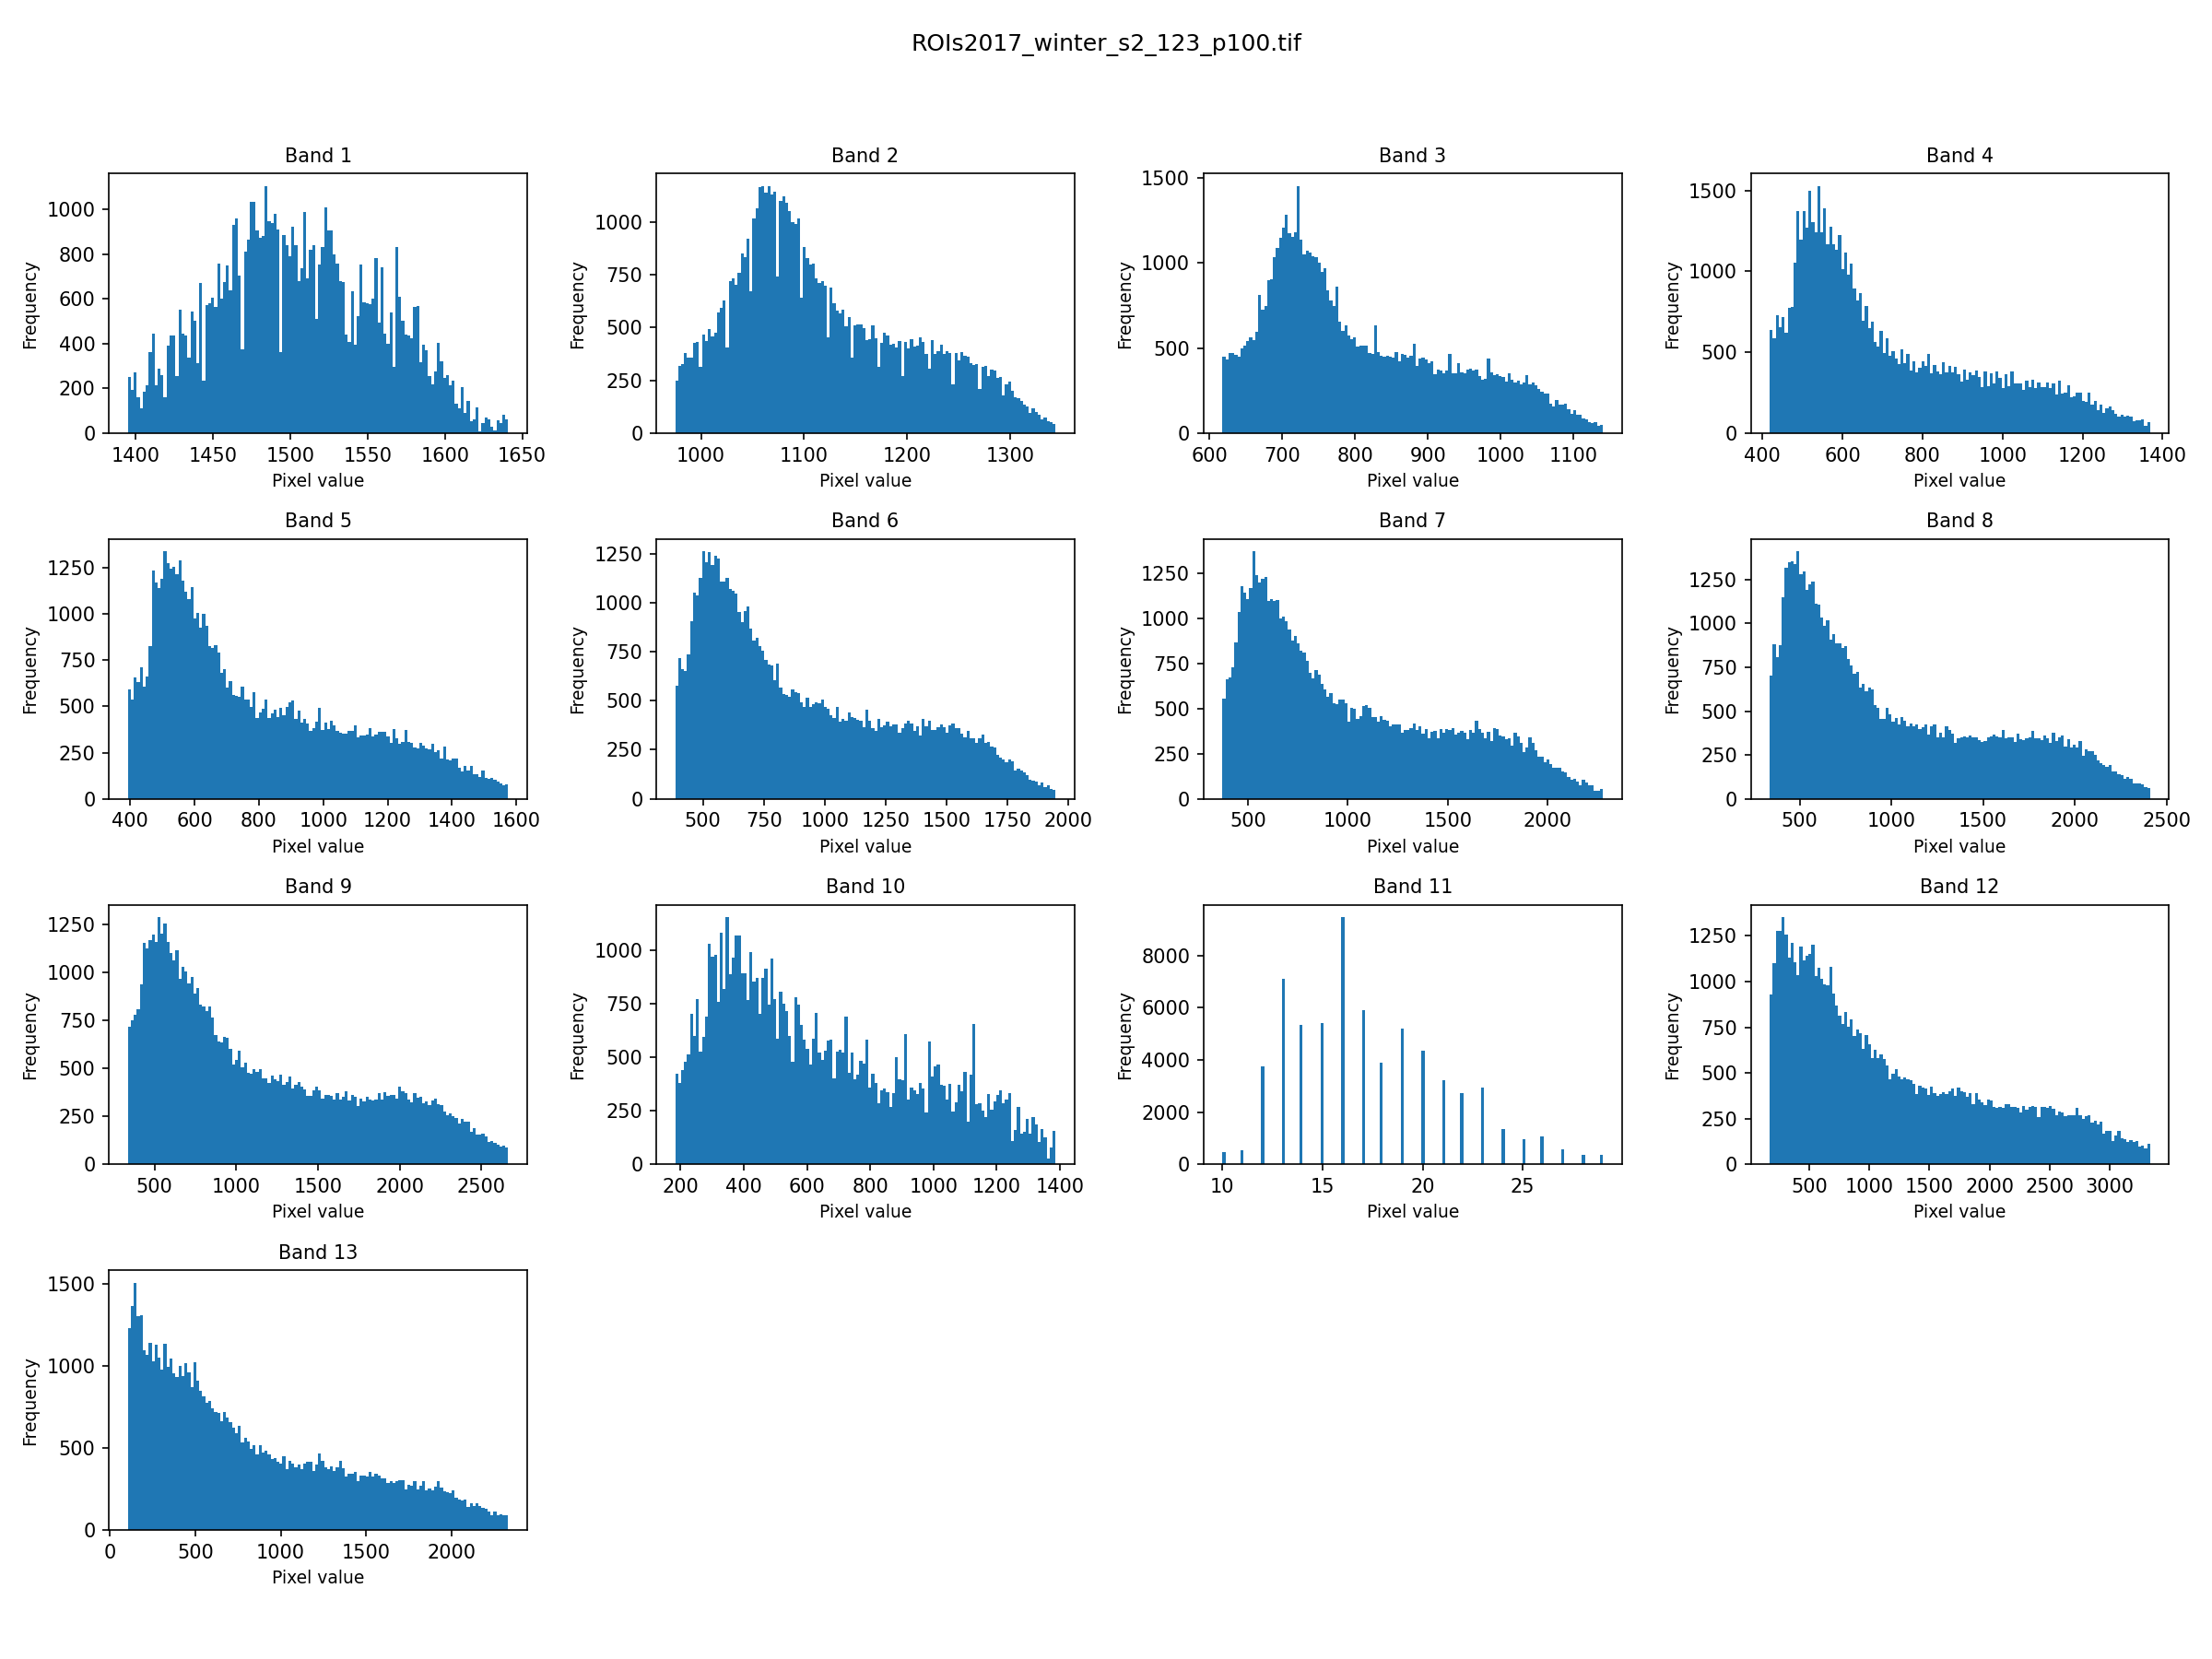 ROIs2017_winter_s2_123_p100.tif
Band 1
Band 2
Band 3
Band 4
Frequency
1000
800
600
400
200
0
1400 1450 1500 1550 1600 1650
Pixel value
Frequency
1000
750
500
250
0
1000 1100 1200 1300
Pixel value
Frequency
1500
1000
500
0
600 700 800 900 1000 1100
Pixel value
Frequency
1500
1000
500
0
400 600 800 1000 1200 1400
Pixel value
Band 5
Band 6
Band 7
Band 8
Frequency
1250
1000
750
500
250
0
400 600 800 1000 1200 1400 1600
Pixel value
Frequency
1250
1000
750
500
250
0
500 750 1000 1250 1500 1750 2000
Pixel value
Frequency
1250
1000
750
500
250
0
500 1000 1500 2000
Pixel value
Frequency
1250
1000
750
500
250
0
500 1000 1500 2000 2500
Pixel value
Band 9
Band 10
Band 11
Band 12
Frequency
1250
1000
750
500
250
0
500 1000 1500 2000 2500
Pixel value
Frequency
1000
750
500
250
0
200 400 600 800 1000 1200 1400
Pixel value
Frequency
8000
6000
4000
2000
0
10 15 20 25
Pixel value
Frequency
1250
1000
750
500
250
0
500 1000 1500 2000 2500 3000
Pixel value
Band 13
Frequency
1500
1000
500
0
0 500 1000 1500 2000
Pixel value